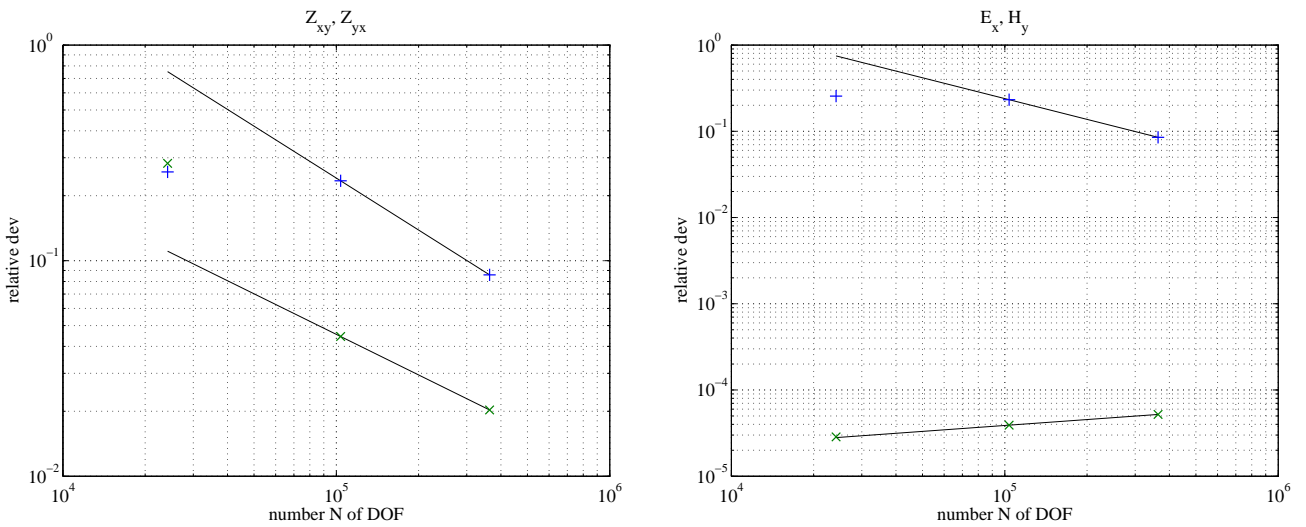 Z_xy, Z_yx
10^0
10^-1
10^-2
relative dev
10^4
10^5
10^6
number N of DOF
E_x, H_y
10^0
10^-1
10^-2
10^-3
10^-4
10^-5
relative dev
10^4
10^5
10^6
number N of DOF